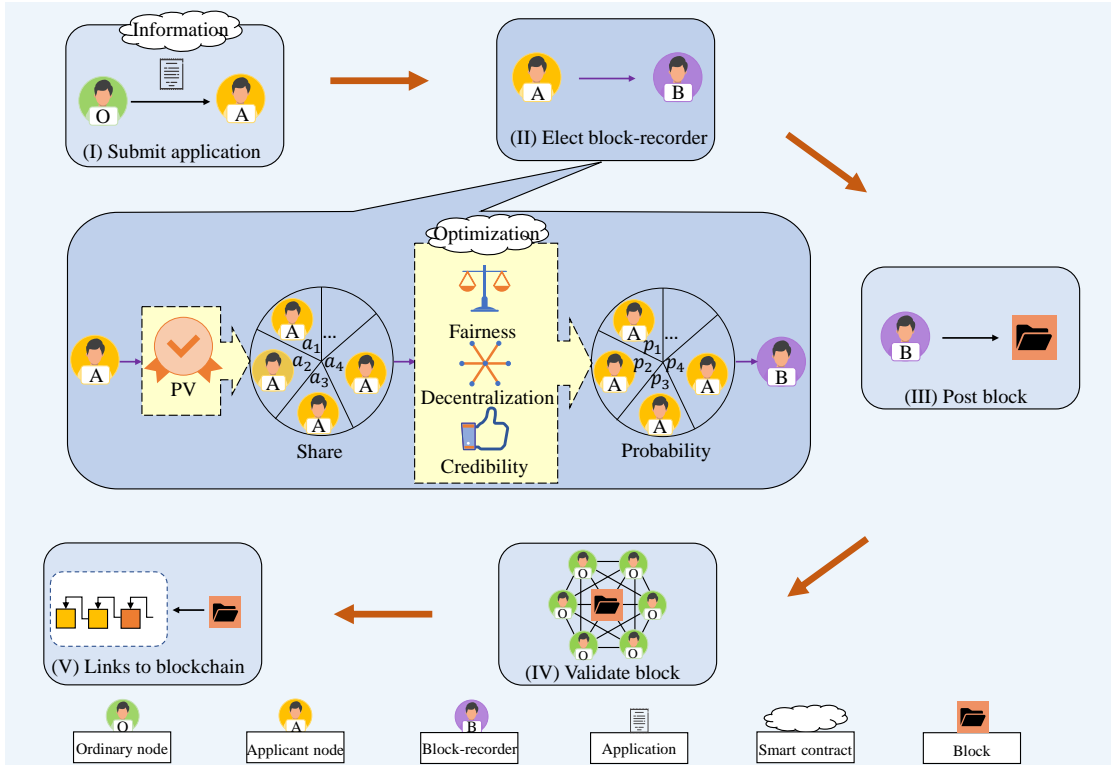 Information
O
A
(I) Submit application
A
B
(II) Elect block-recorder
Optimization
A
PV
A
A
A
A
...
a₁
a₂
a₃
a₄
Share
Fairness
Decentralization
Credibility
A
A
A
A
...
p₁
p₂
p₃
p₄
Probability
B
B
(III) Post block
(V) Links to blockchain
O
O
O
O
O
O
(IV) Validate block
O
Ordinary node
A
Applicant node
B
Block-recorder
Application
Smart contract
Block